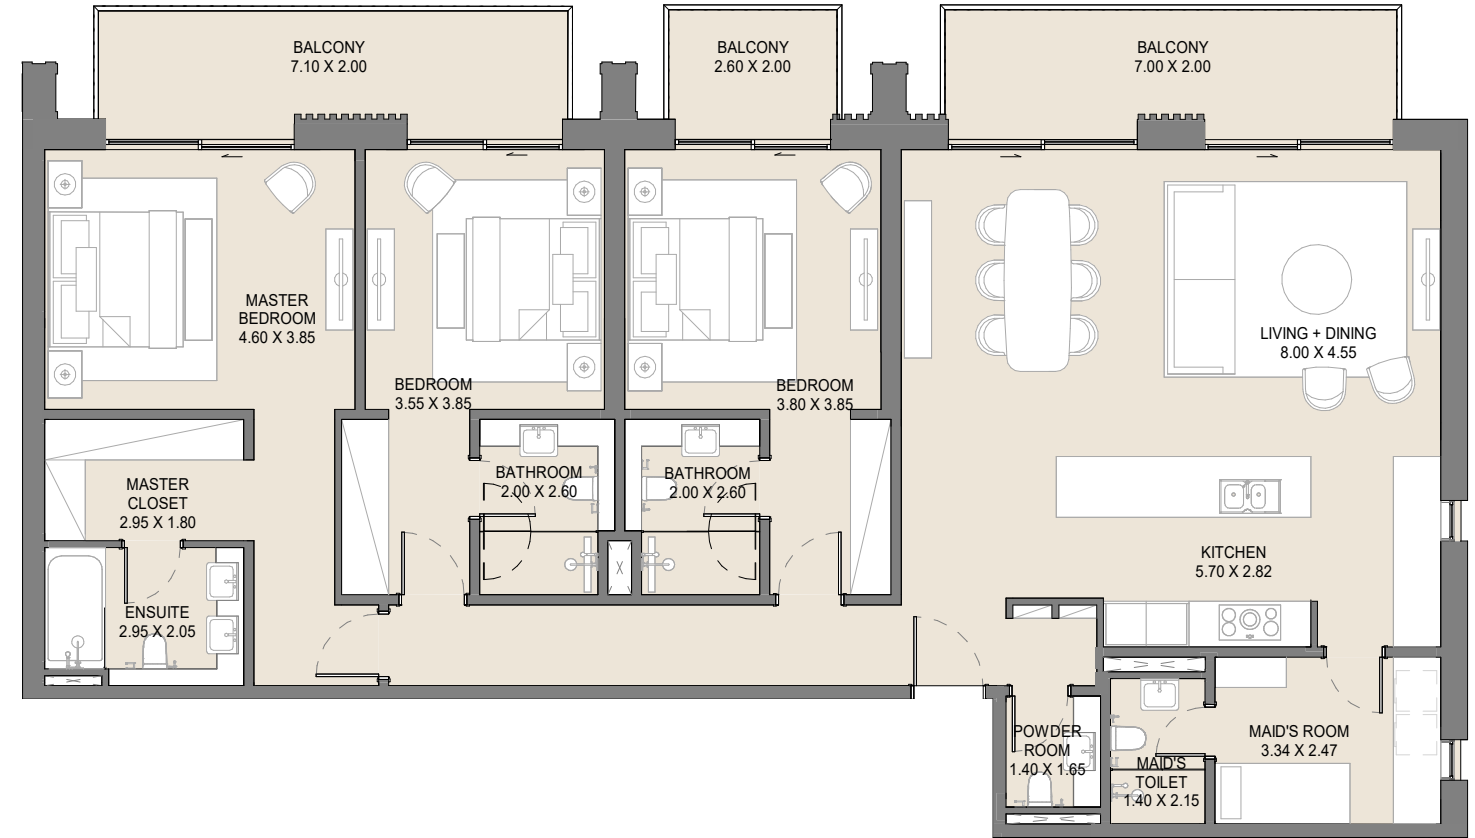 BALCONY
7.10 X 2.00
BALCONY
2.60 X 2.00
BALCONY
7.00 X 2.00
MASTER
BEDROOM
4.60 X 3.85
BEDROOM
3.55 X 3.85
BEDROOM
3.80 X 3.85
LIVING + DINING
8.00 X 4.55
MASTER
CLOSET
2.95 X 1.80
BATHROOM
2.00 X 2.60
BATHROOM
2.00 X 2.60
KITCHEN
5.70 X 2.82
ENSUITE
2.95 X 2.05
POWDER
ROOM
1.40 X 1.65
MAID'S
TOILET
1.40 X 2.15
MAID'S ROOM
3.34 X 2.47